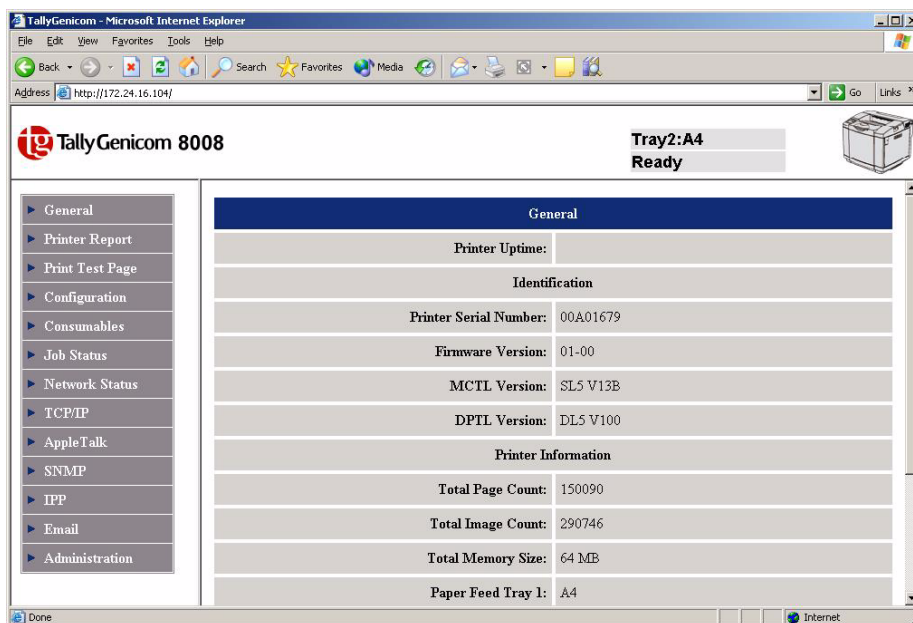 TallyGenicom - Microsoft Internet Explorer
File Edit View Favorites Tools Help
Back Search Favorites Media
Address http://172.24.16.104/ Go Links »
tg TallyGenicom 8008
Tray2:A4
Ready
General
Printer Report
Print Test Page
Configuration
Consumables
Job Status
Network Status
TCP/IP
AppleTalk
SNMP
IPP
Email
Administration
General
Printer Uptime:
Identification
Printer Serial Number: 00A01679
Firmware Version: 01-00
MCTL Version: SL5 V13B
DPTL Version: DL5 V100
Printer Information
Total Page Count: 150090
Total Image Count: 290746
Total Memory Size: 64 MB
Paper Feed Tray 1: A4
Done Internet